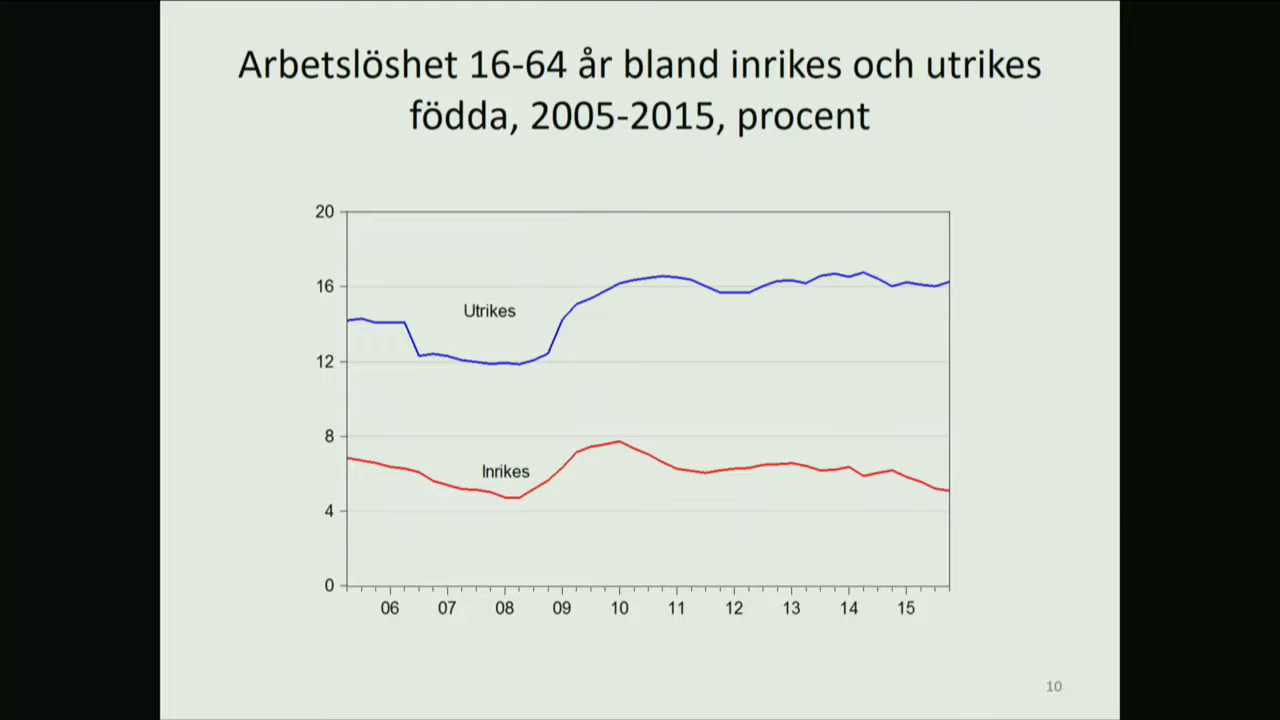 Arbetslöshet 16-64 år bland inrikes och utrikes
födda, 2005-2015, procent
20
16
12
8
4
0
Utrikes
Inrikes
06 07 08 09 10 11 12 13 14 15
10